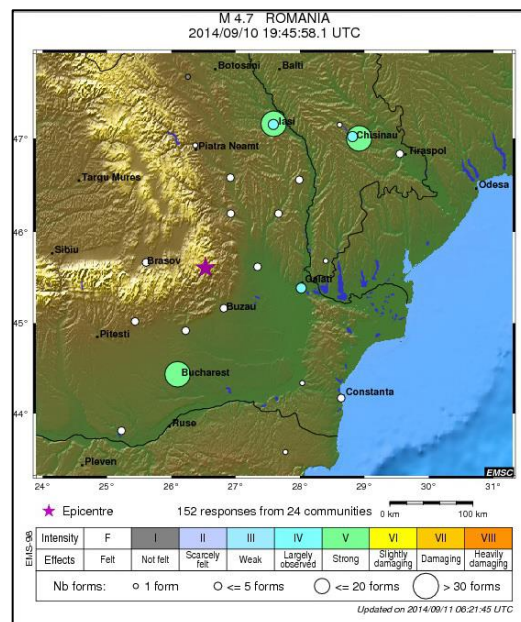 M 4.7 ROMANIA
2014/09/10 19:45:58.1 UTC
Botosani
Balti
Iasi
Chisinau
47°
Piatra Neamt
Tiraspol
Targu Mures
Odesa
46°
Sibiu
Brasov
Galati
Buzau
45°
Pitesti
Bucharest
Constanta
44°
Ruse
Pleven
EMSC
24° 25° 26° 27° 28° 29° 30° 31°
Epicentre 152 responses from 24 communities 0 km 100 km
EMS-98
Intensity F I II III IV V VI VII VIII
Effects Felt Not felt Scarcely felt Weak Largely observed Strong Slightly damaging Damaging Heavily damaging
Nb forms: 1 form <= 5 forms <= 20 forms > 30 forms
Updated on 2014/09/11 06:21:45 UTC